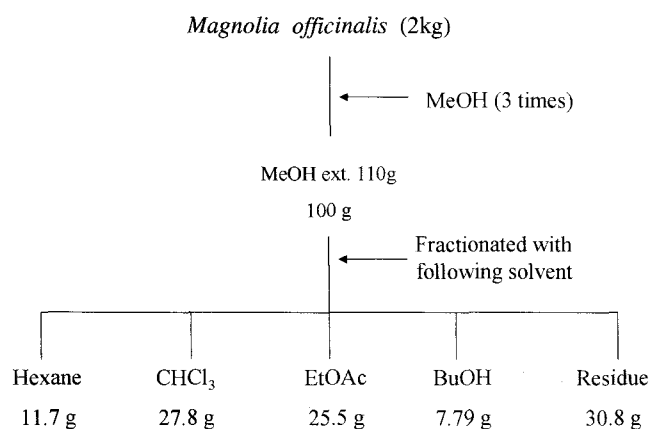 Magnolia officinalis (2kg)
MeOH (3 times)
MeOH ext. 110g
100 g
Fractionated with
following solvent
Hexane CHCl₃ EtOAc BuOH Residue
11.7 g 27.8 g 25.5 g 7.79 g 30.8 g